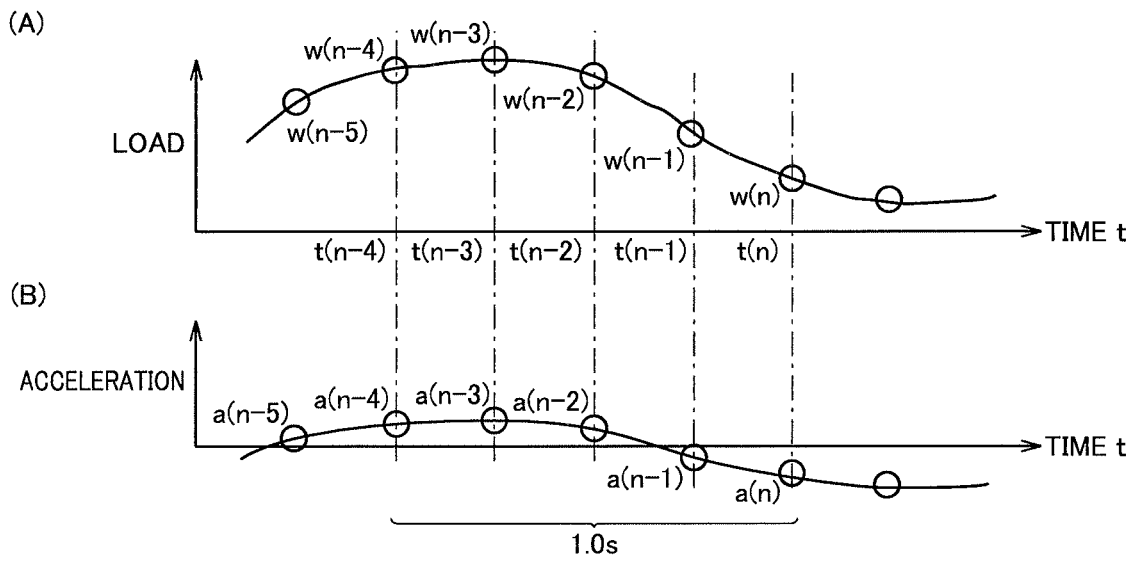 (A)
w(n-4) w(n-3)
w(n-5) w(n-2)
LOAD
w(n-1)
w(n)
TIME t
t(n-4) t(n-3) t(n-2) t(n-1) t(n)
(B)
ACCELERATION
a(n-5) a(n-4) a(n-3) a(n-2)
TIME t
a(n-1) a(n)
1.0s